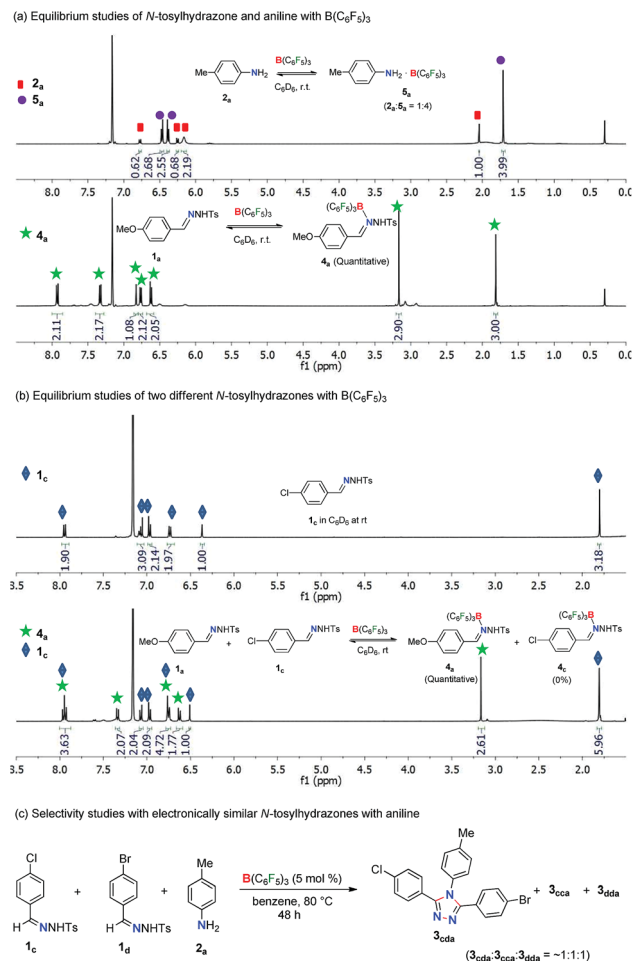 (a) Equilibrium studies of N-tosylhydrazone and aniline with B(C6F5)3
B(C6F5)3
Me NH2 C6D6, r.t. Me NH2 · B(C6F5)3
2a 5a
(2a:5a = 1:4)
2a
5a
0.62 2.68 2.55 0.68 2.19 1.00 3.99
8.5 8.0 7.5 7.0 6.5 6.0 5.5 5.0 4.5 4.0 3.5 3.0 2.5 2.0 1.5 1.0 0.5 0.0
4a
MeO NNHTs B(C6F5)3 (C6F5)3B
1a C6D6, r.t. MeO NNHTs
4a (Quantitative)
2.11 2.17 1.08 2.12 2.05 2.90 3.00
8.5 8.0 7.5 7.0 6.5 6.0 5.5 5.0 4.5 4.0 3.5 3.0 2.5 2.0 1.5 1.0 0.5 0.0
f1 (ppm)
(b) Equilibrium studies of two different N-tosylhydrazones with B(C6F5)3
1c
Cl NNHTs
1c in C6D6 at rt
1.90 3.09 2.14 1.97 1.00 3.18
8.5 8.0 7.5 7.0 6.5 6.0 5.5 5.0 4.5 4.0 3.5 3.0 2.5 2.0
f1 (ppm)
4a
1c
MeO NNHTs + Cl NNHTs B(C6F5)3 C6D6, rt (C6F5)3B MeO NNHTs + (C6F5)3B Cl NNHTs
1a 1c 4a 4c
(Quantitative) (0%)
3.63 2.07 2.04 2.09 4.72 1.77 1.00 2.61 5.96
3.5 8.0 7.5 7.0 6.5 6.0 5.5 5.0 4.5 4.0 3.5 3.0 2.5 2.0
f1 (ppm)
(c) Selectivity studies with electronically similar N-tosylhydrazones with aniline
Cl Br Me Me
H NNHTs + H NNHTs + NH2 B(C6F5)3 (5 mol %) Cl N Br + 3cca + 3dda
benzene, 80 °C N N
48 h
1c 1d 2a 3cda
(3cda:3cca:3dda = ~1:1:1)